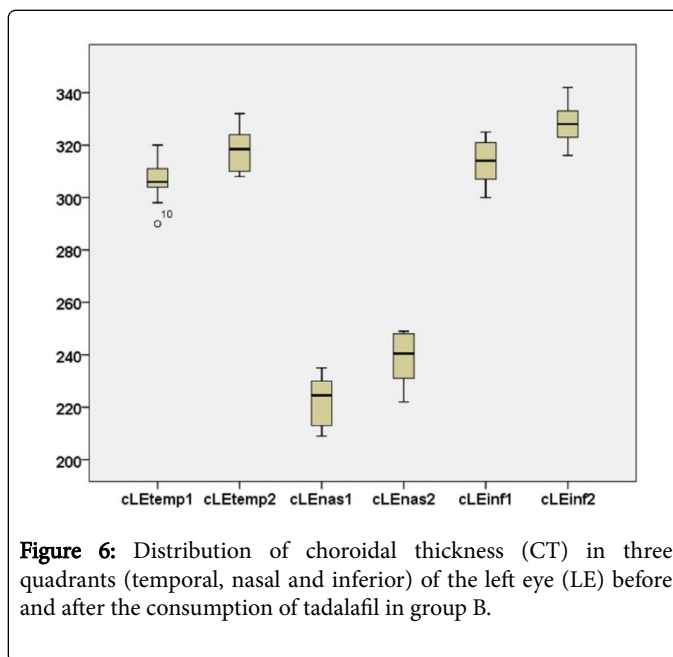 340
320
10
300
280
260
240
220
200
cLEtemp1 cLEtemp2 cLEnas1 cLEnas2 cLEinf1 cLEinf2
Figure 6: Distribution of choroidal thickness (CT) in three
quadrants (temporal, nasal and inferior) of the left eye (LE) before
and after the consumption of tadalafil in group B.